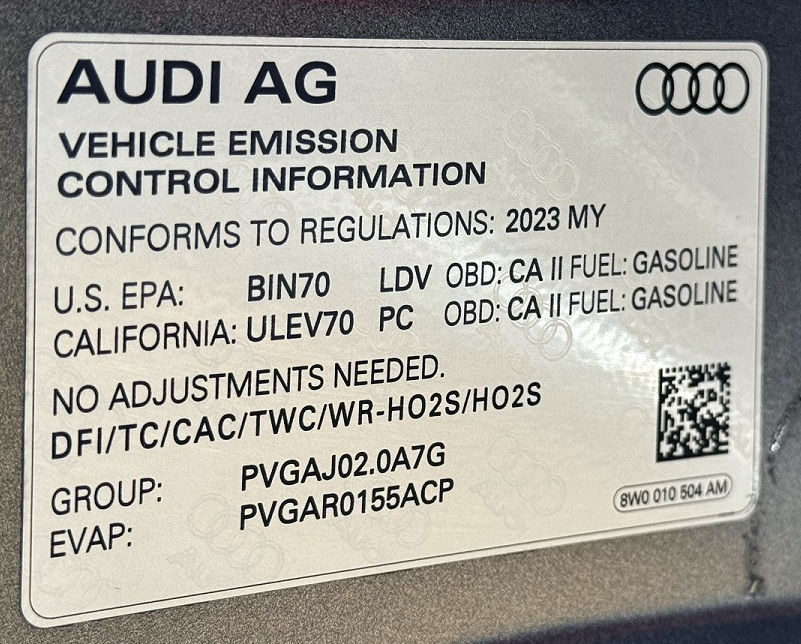 AUDI AG
VEHICLE EMISSION
CONTROL INFORMATION
CONFORMS TO REGULATIONS: 2023 MY
U.S. EPA: BIN70 LDV OBD: CA II FUEL: GASOLINE
CALIFORNIA: ULEV70 PC OBD: CA II FUEL: GASOLINE
NO ADJUSTMENTS NEEDED.
DFI/TC/CAC/TWC/WR-HO2S/HO2S
GROUP: PVGAJ02.0A7G
EVAP: PVGAR0155ACP
8W0 010 504 AM